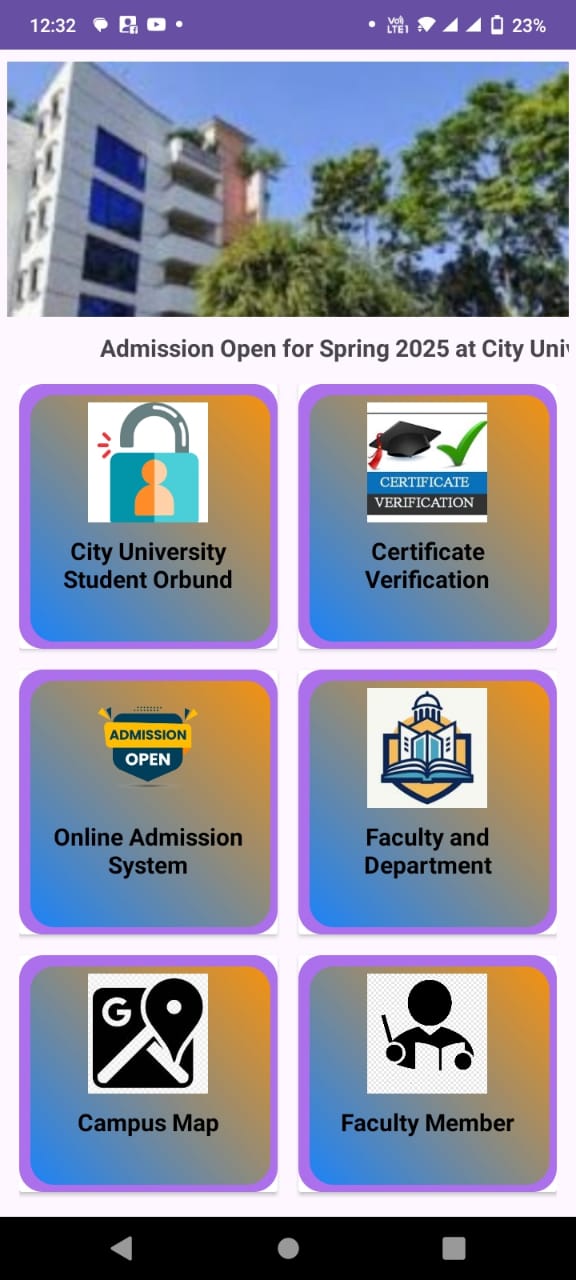 12:32
Vo)) LTE1
23%
Admission Open for Spring 2025 at City Univ
CERTIFICATE
VERIFICATION
City University
Student Orbund
Certificate
Verification
ADMISSION
OPEN
Online Admission
System
Faculty and
Department
G
Campus Map
Faculty Member